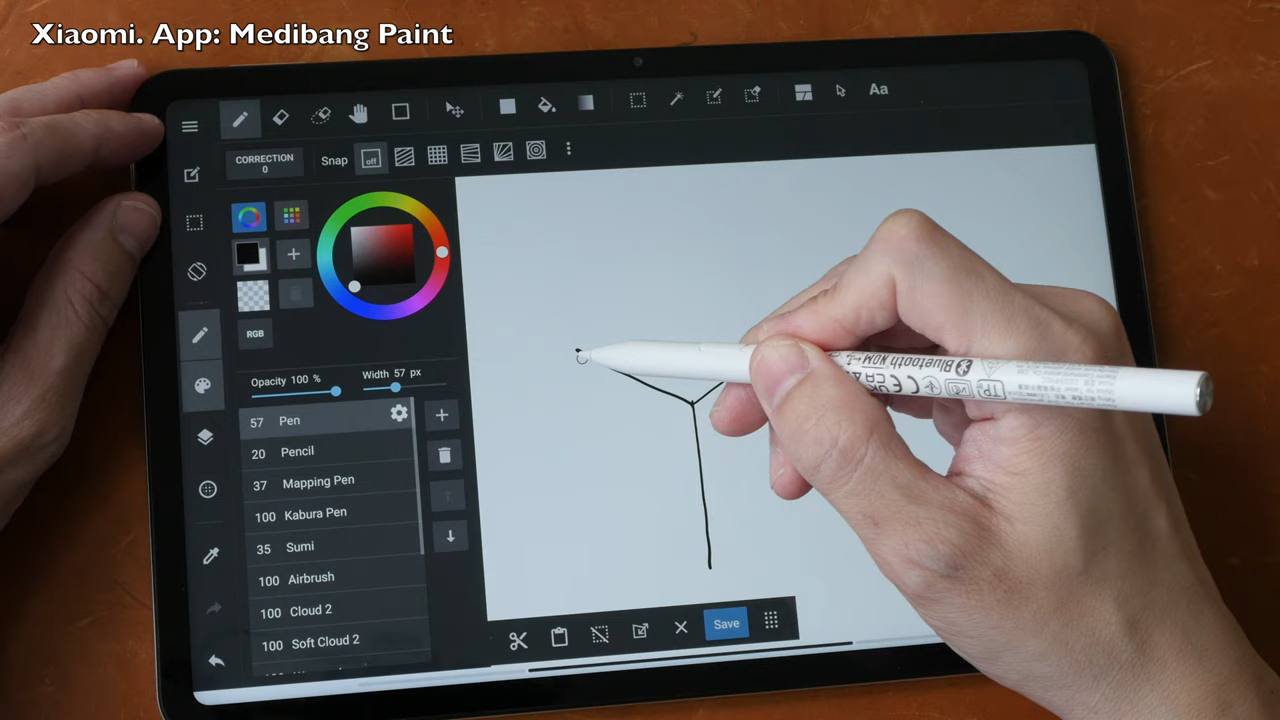 Xiaomi. App: Medibang Paint
Aa
CORRECTION
0
Snap
off
RGB
Opacity 100 %
Width 57 px
57 Pen
20 Pencil
37 Mapping Pen
100 Kabura Pen
35 Sumi
100 Airbrush
100 Cloud 2
100 Soft Cloud 2
Save
Bluetooth
NOM